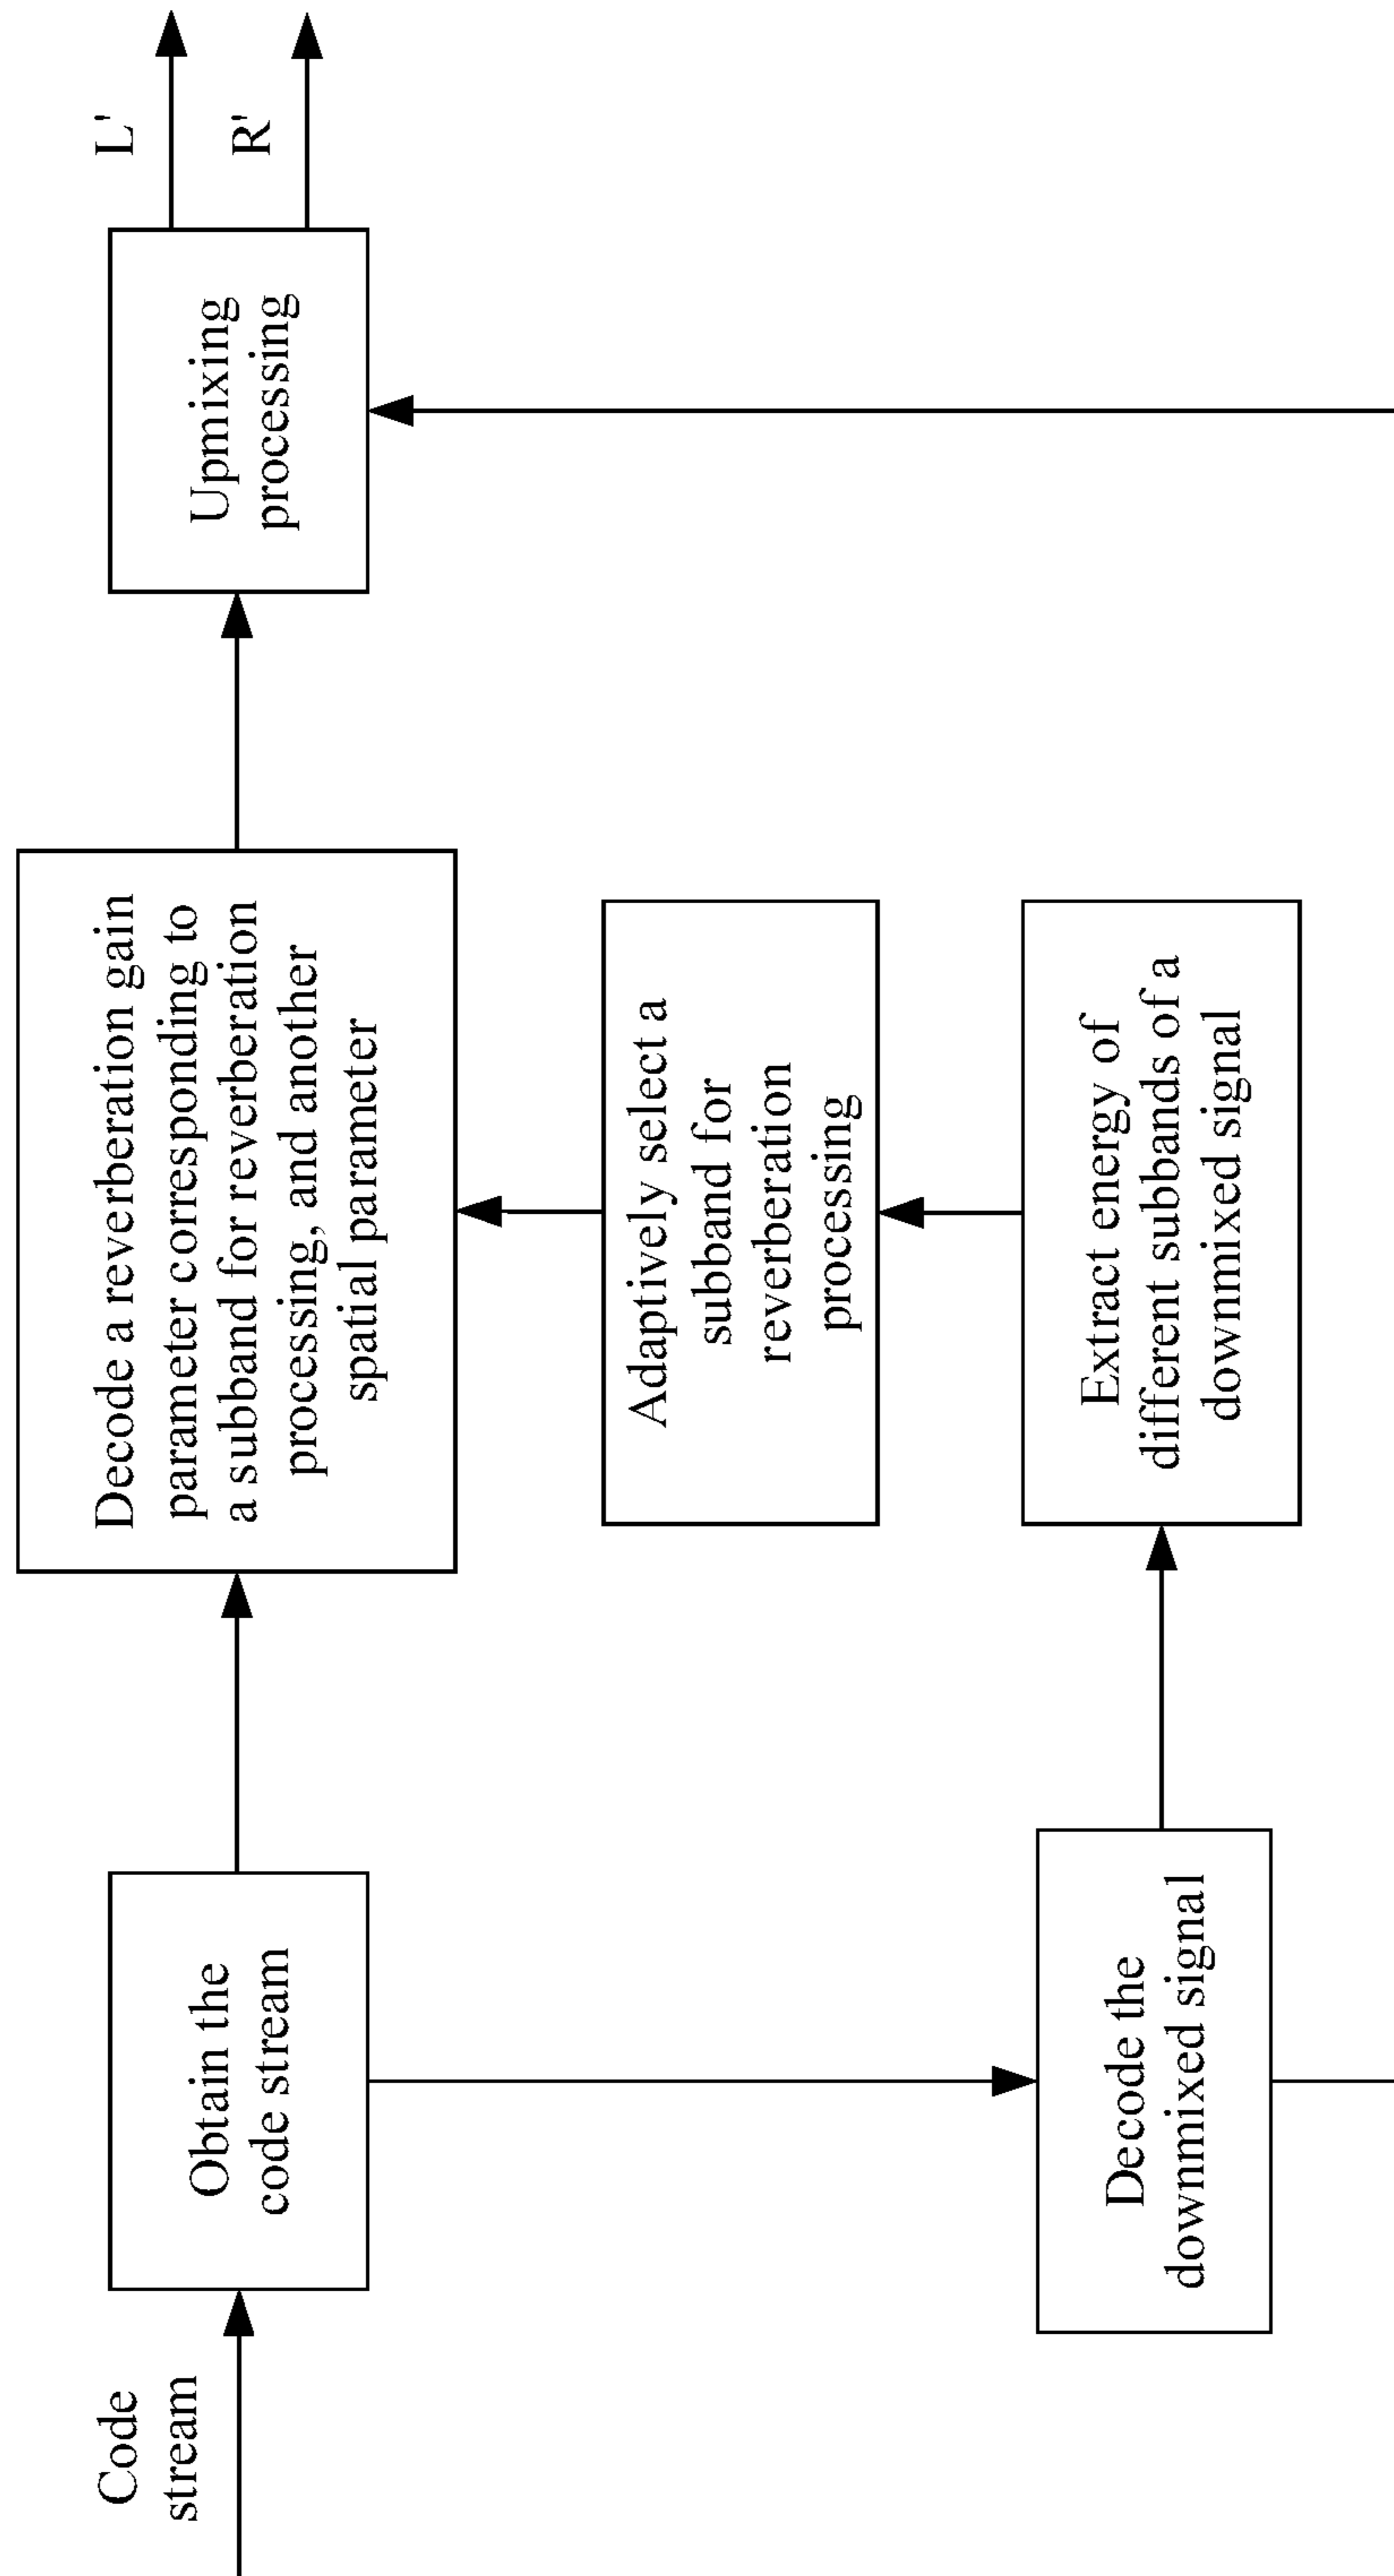 Code
stream
Obtain the
code stream
Decode a reverberation gain
parameter corresponding to
a subband for reverberation
processing, and another
spatial parameter
Upmixing
processing
L'
R'
Adaptively select a
subband for
reverberation
processing
Decode the
downmixed signal
Extract energy of
different subbands of a
downmixed signal